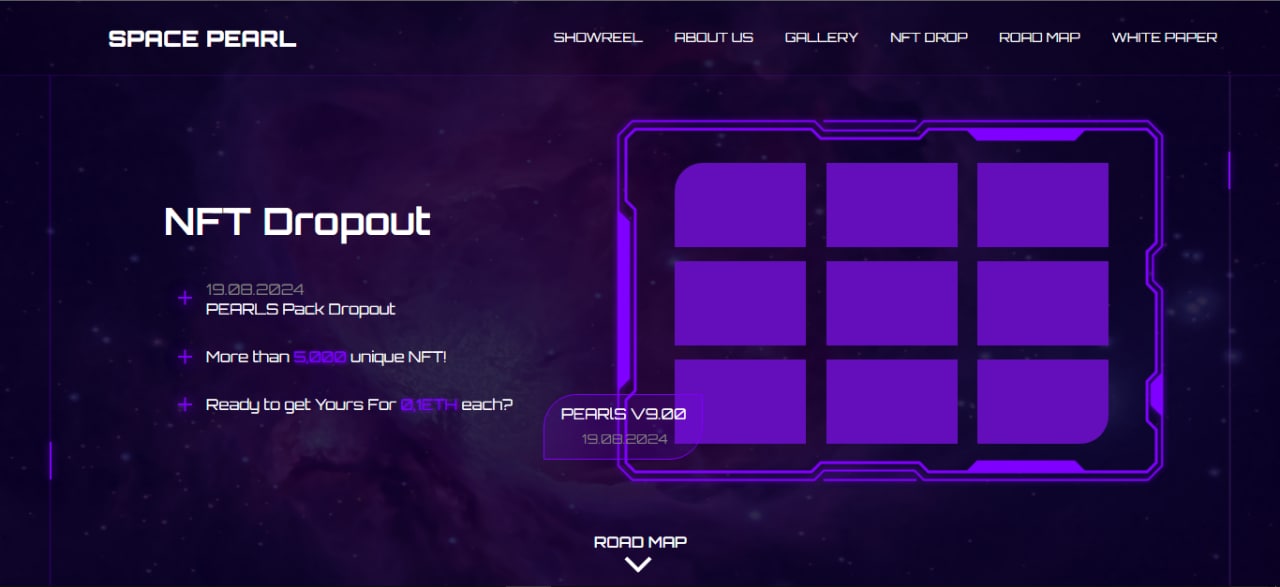 SPACE PEARL
SHOWREEL ABOUT US GALLERY NFT DROP ROAD MAP WHITE PAPER
NFT Dropout
19.08.2024
PEARLS Pack Dropout
More than 5,000 unique NFT!
Ready to get Yours For 0,1ETH each?
PEARlS V9.00
19.08.2024
ROAD MAP